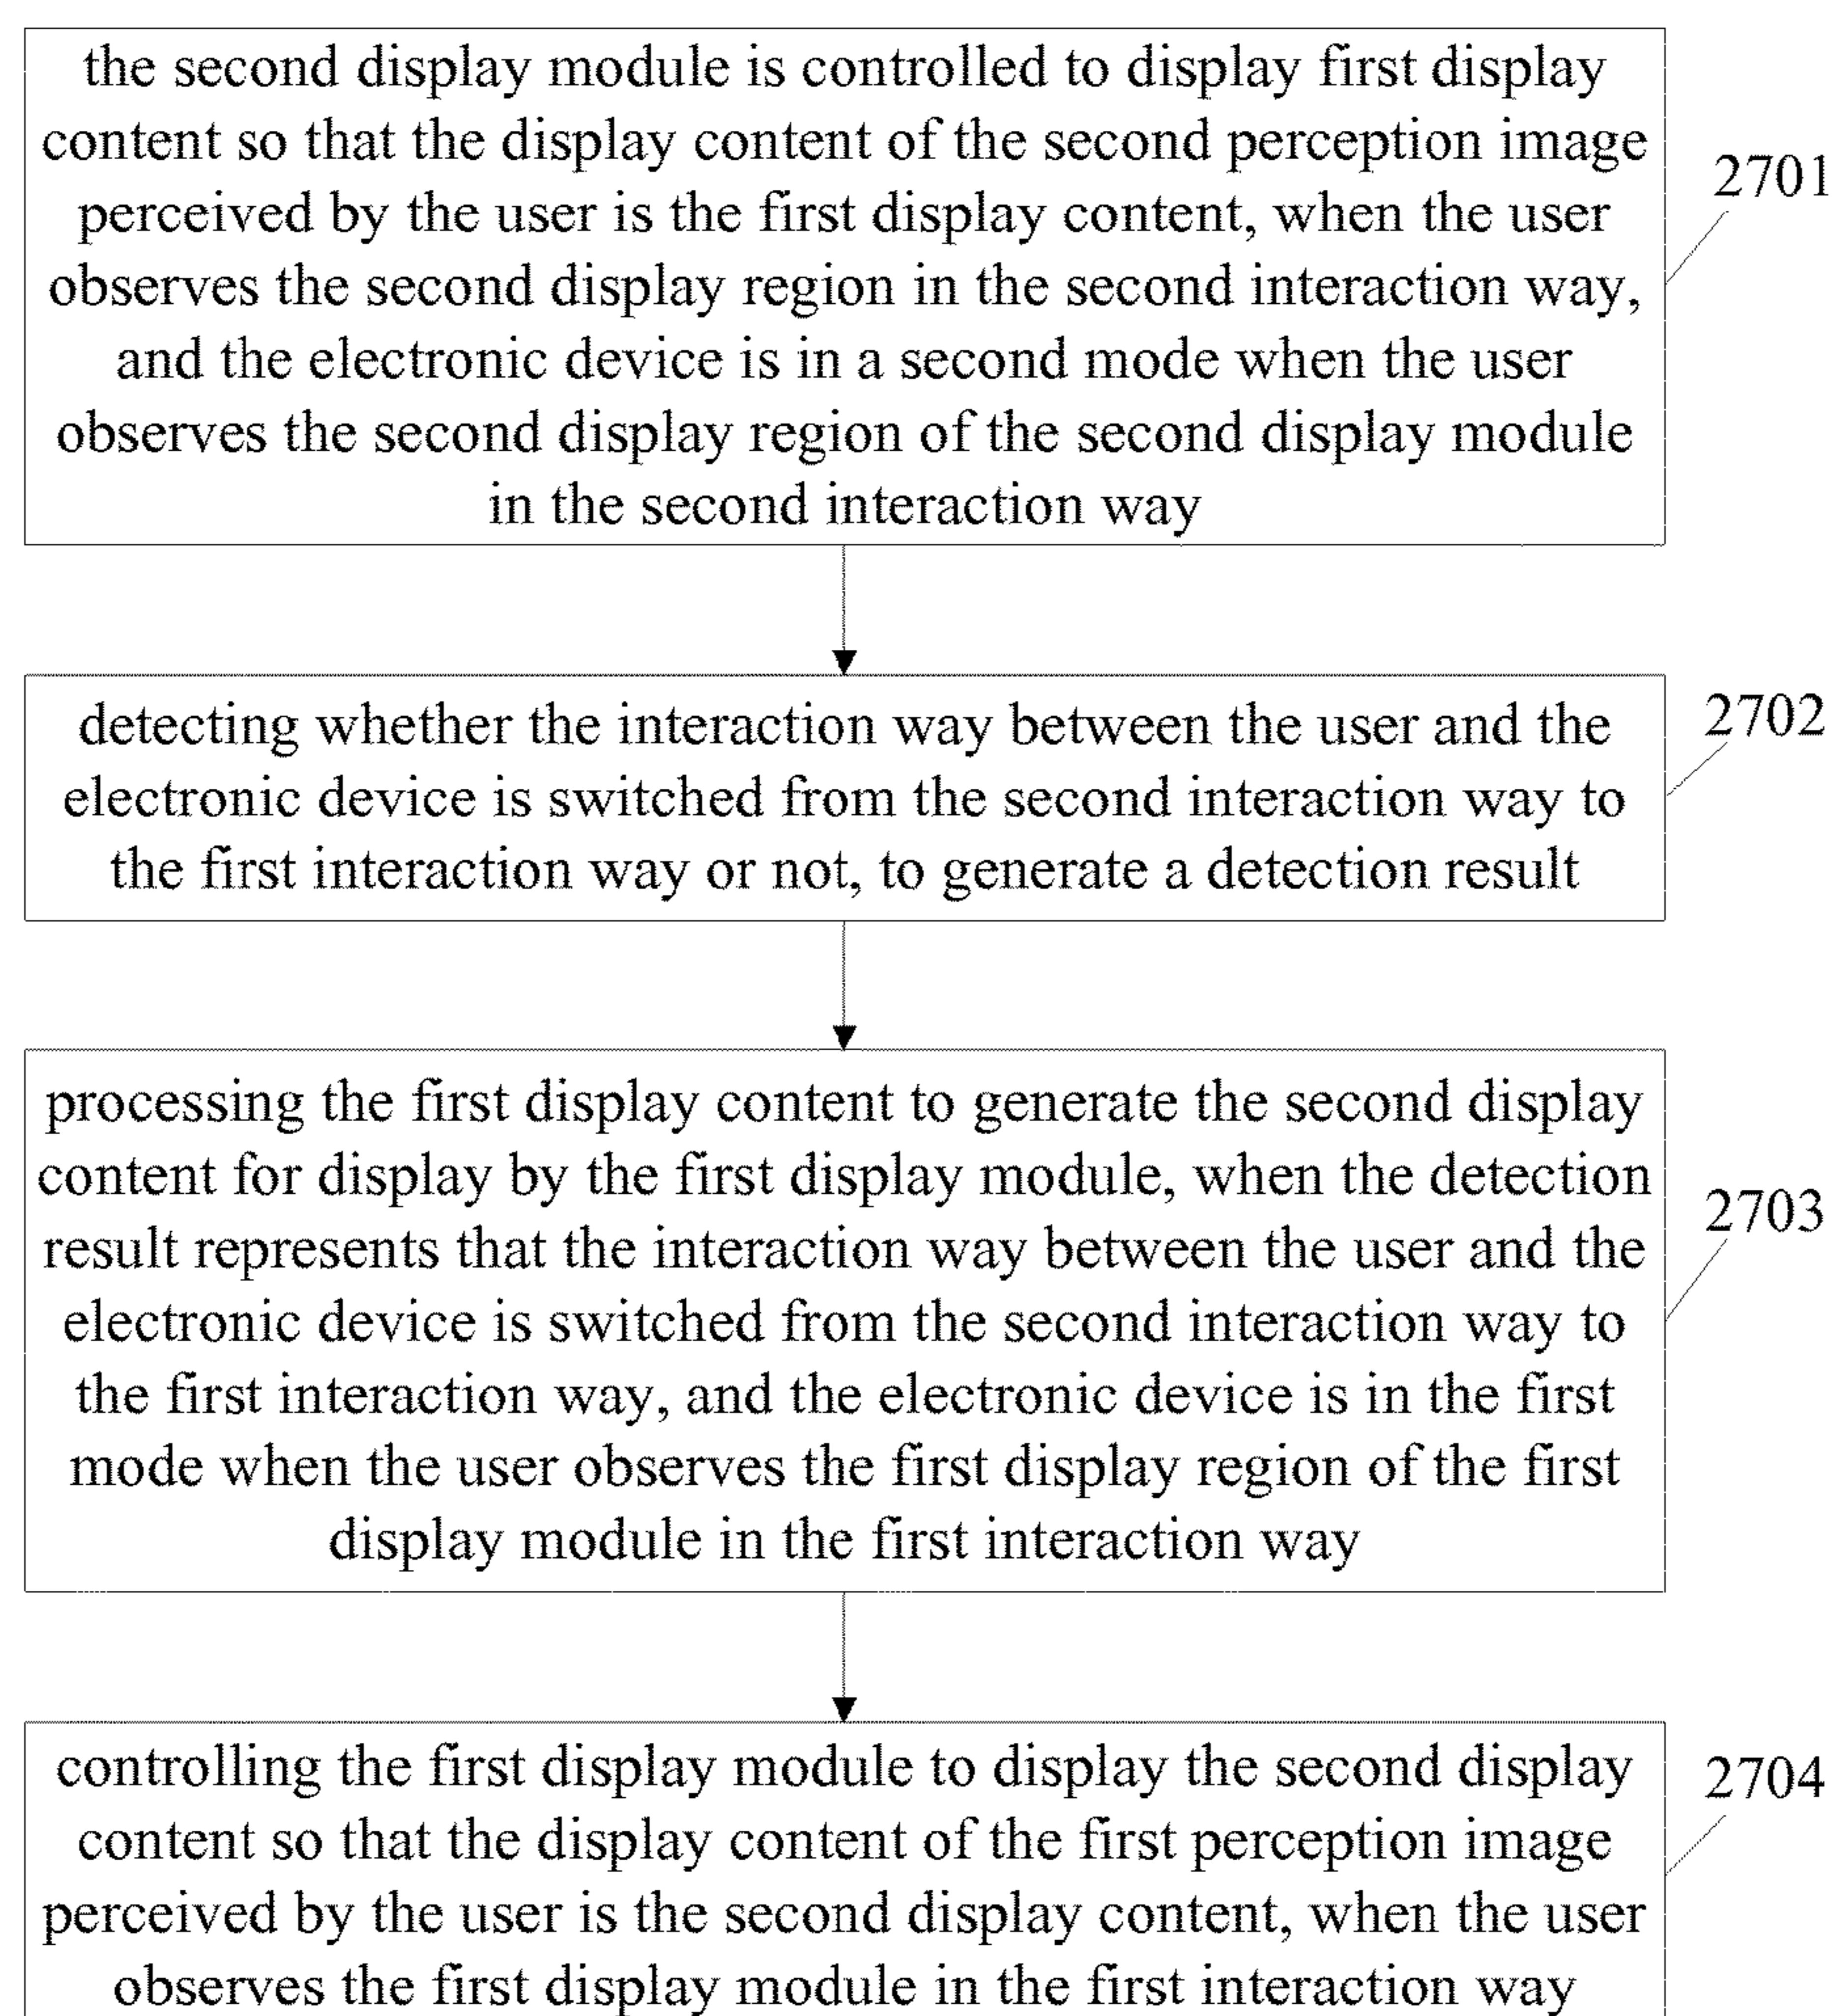 the second display module is controlled to display first display
content so that the display content of the second perception image
perceived by the user is the first display content, when the user
observes the second display region in the second interaction way,
and the electronic device is in a second mode when the user
observes the second display region of the second display module
in the second interaction way
2701
detecting whether the interaction way between the user and the
electronic device is switched from the second interaction way to
the first interaction way or not, to generate a detection result
2702
processing the first display content to generate the second display
content for display by the first display module, when the detection
result represents that the interaction way between the user and the
electronic device is switched from the second interaction way to
the first interaction way, and the electronic device is in the first
mode when the user observes the first display region of the first
display module in the first interaction way
2703
controlling the first display module to display the second display
content so that the display content of the first perception image
perceived by the user is the second display content, when the user
observes the first display module in the first interaction way
2704